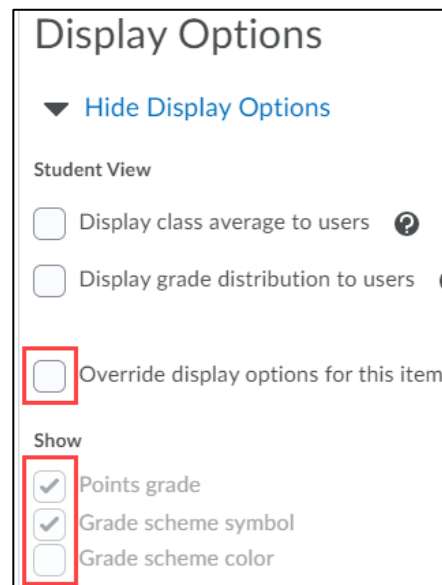 Display Options
Hide Display Options
Student View
Display class average to users
Display grade distribution to users
Override display options for this item
Show
Points grade
Grade scheme symbol
Grade scheme color